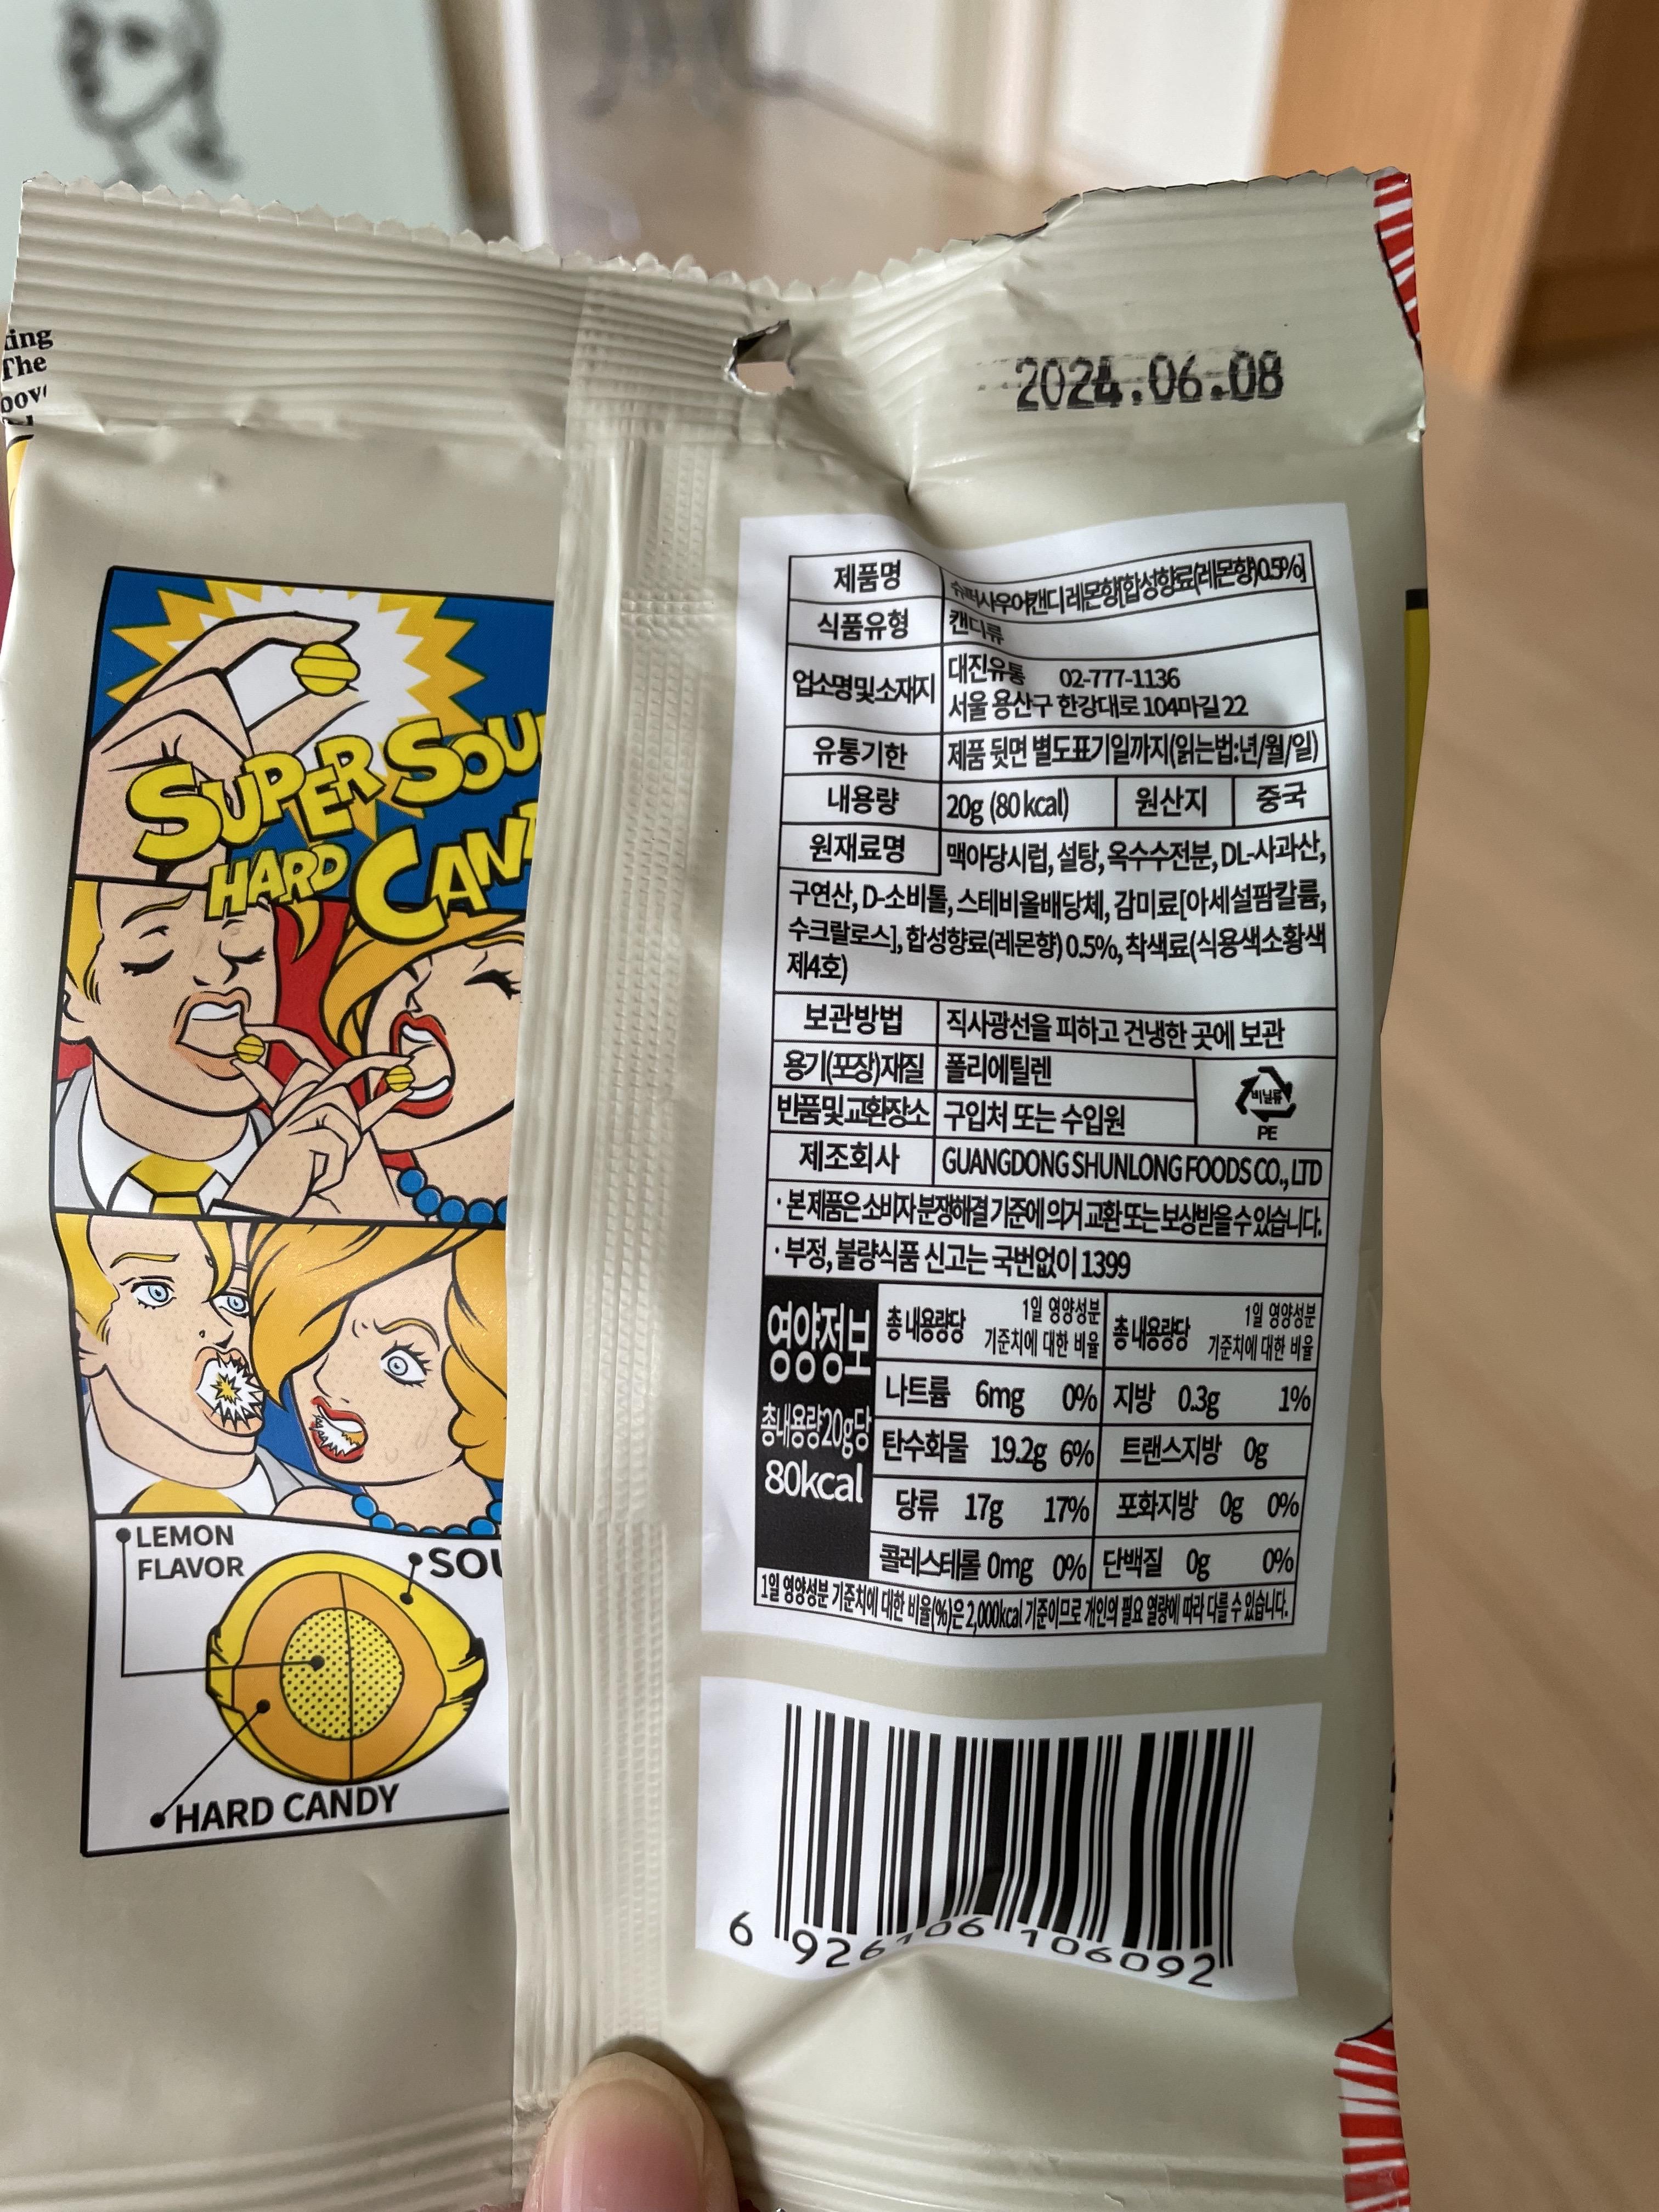 ting
The
2024.06.08
SUPER SOU
HARD CAN
LEMON
FLAVOR
SOU
HARD CANDY
제품명 슈퍼사우어캔디레몬향[합성향료(레몬향)0.5%]
식품유형 캔디류
업소명및소재지 대진유통 02-777-1136
서울 용산구 한강대로 104마길 22
유통기한 제품 뒷면 별도표기일까지(읽는법:년/월/일)
내용량 20g (80 kcal) 원산지 중국
원재료명 맥아당시럽, 설탕, 옥수수전분, DL-사과산,
구연산, D-소비톨, 스테비올배당체, 감미료[아세설팜칼륨,
수크랄로스], 합성향료(레몬향) 0.5%, 착색료(식용색소황색
제4호)
보관방법 직사광선을 피하고 건냉한 곳에 보관
용기(포장)재질 폴리에틸렌
비닐류
PE
반품및교환장소 구입처 또는 수입원
제조회사 GUANGDONG SHUNLONG FOODS CO., LTD
· 본 제품은 소비자 분쟁해결 기준에 의거 교환 또는 보상받을 수 있습니다.
· 부정, 불량식품 신고는 국번없이 1399
영양정보
총 내용량 20g당
80kcal
총 내용량당 1일 영양성분 기준치에 대한 비율 총 내용량당 1일 영양성분 기준치에 대한 비율
나트륨 6mg 0% 지방 0.3g 1%
탄수화물 19.2g 6% 트랜스지방 0g
당류 17g 17% 포화지방 0g 0%
콜레스테롤 0mg 0% 단백질 0g 0%
1일 영양성분 기준치에 대한 비율(%)은 2,000kcal 기준이므로 개인의 필요 열량에 따라 다를 수 있습니다.
6 926106 106092